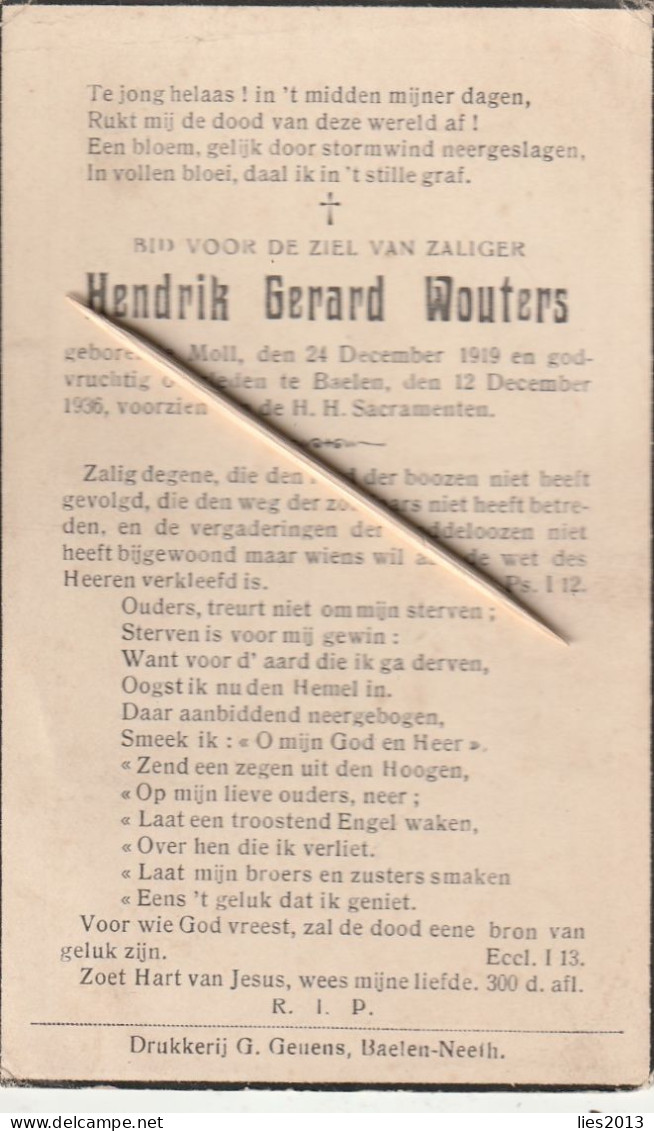 Te jong helaas ! in 't midden mijner dagen,
Rukt mij de dood van deze wereld af !
Een bloem, gelijk door stormwind neergeslagen,
In vollen bloei, daal ik in 't stille graf.
BID VOOR DE ZIEL VAN ZALIGER
Hendrik Gerard Wouters
Moll, den 24 December 1919 en god-
vruchtig te Baelen, den 12 December
1936, voorzien de H. H. Sacramenten.
Zalig degene, die den der boozen niet heeft
gevolgd, die den weg der niet heeft betre-
den, en de vergaderingen der niet
heeft bijgewoond maar wiens wil de wet des
Heeren verkleefd is. Ps. I 12.
Ouders, treurt niet om mijn sterven ;
Sterven is voor mij gewin :
Want voor d' aard die ik ga derven,
Oogst ik nu den Hemel in.
Daar aanbiddend neergebogen,
Smeek ik : « O mijn God en Heer ».
« Zend een zegen uit den Hoogen,
« Op mijn lieve ouders, neer ;
« Laat een troostend Engel waken,
« Over hen die ik verliet.
« Laat mijn broers en zusters smaken
« Eens 't geluk dat ik geniet.
Voor wie God vreest, zal de dood eene bron van
geluk zijn. Eccl. I 13.
Zoet Hart van Jesus, wees mijne liefde. 300 d. afl.
R. I. P.
Drukkerij G. Geuens, Baelen-Neeth.
lies2013